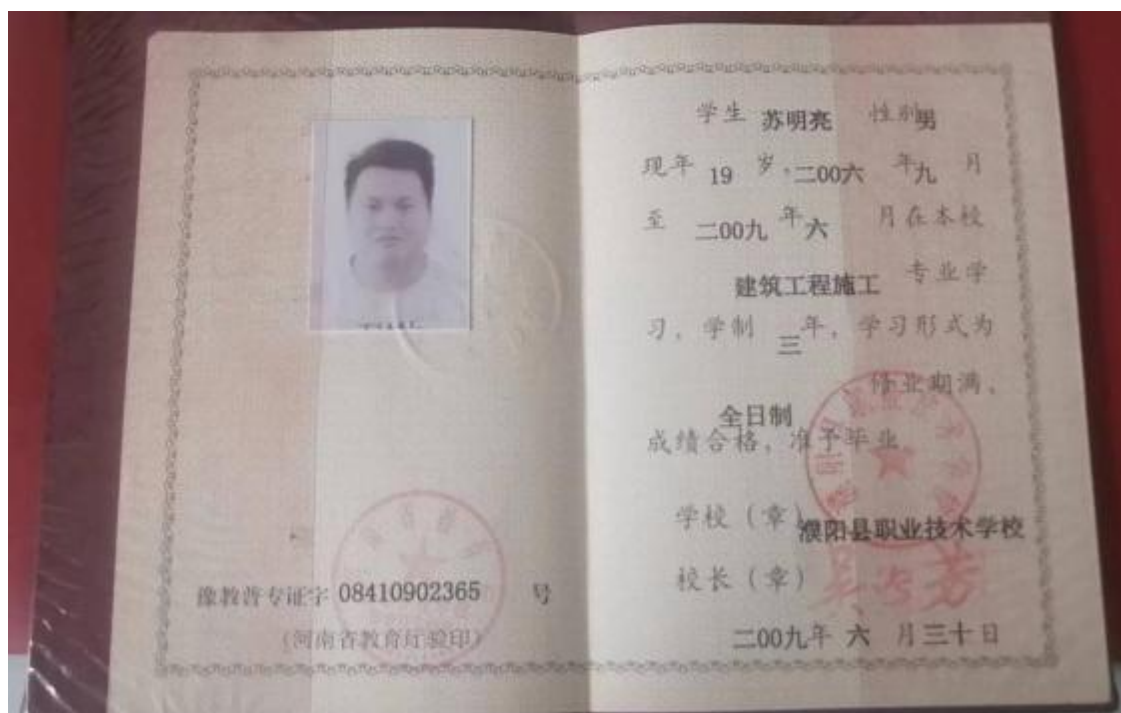 豫教普专证字 08410902365 号
(河南省教育厅验印)
学生 苏明亮 性别男
现年 19 岁,二00六 年九 月
至 二00九 年六 月在本校
建筑工程施工 专业学
习,学制 三年,学习形式为
全日制 修业期满,
成绩合格,准予毕业
学校(章)濮阳县职业技术学校
校长(章)
二00九年 六 月三十日